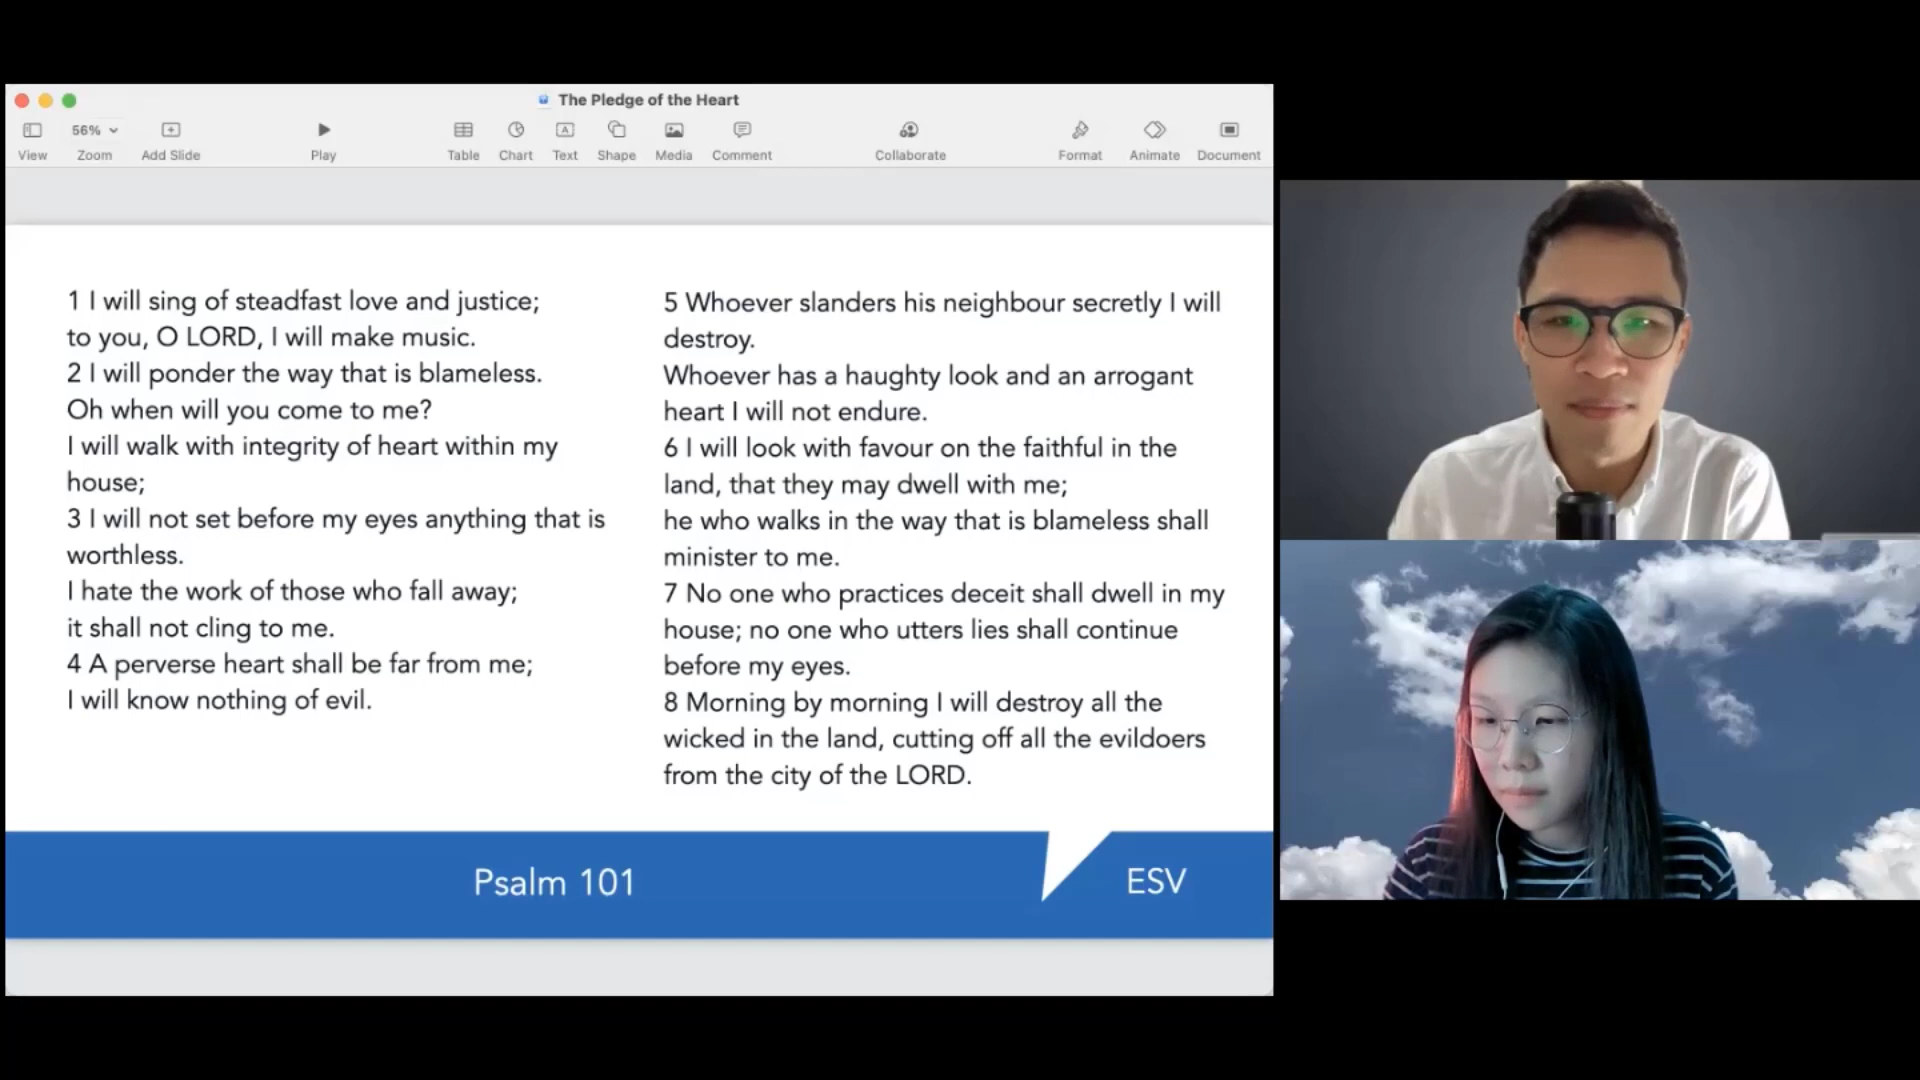 The Pledge of the Heart
56%
View
Zoom
Add Slide
Play
Table
Chart
Text
Shape
Media
Comment
Collaborate
Format
Animate
Document
1 I will sing of steadfast love and justice;
to you, O LORD, I will make music.
2 I will ponder the way that is blameless.
Oh when will you come to me?
I will walk with integrity of heart within my
house;
3 I will not set before my eyes anything that is
worthless.
I hate the work of those who fall away;
it shall not cling to me.
4 A perverse heart shall be far from me;
I will know nothing of evil.
5 Whoever slanders his neighbour secretly I will
destroy.
Whoever has a haughty look and an arrogant
heart I will not endure.
6 I will look with favour on the faithful in the
land, that they may dwell with me;
he who walks in the way that is blameless shall
minister to me.
7 No one who practices deceit shall dwell in my
house; no one who utters lies shall continue
before my eyes.
8 Morning by morning I will destroy all the
wicked in the land, cutting off all the evildoers
from the city of the LORD.
Psalm 101
ESV